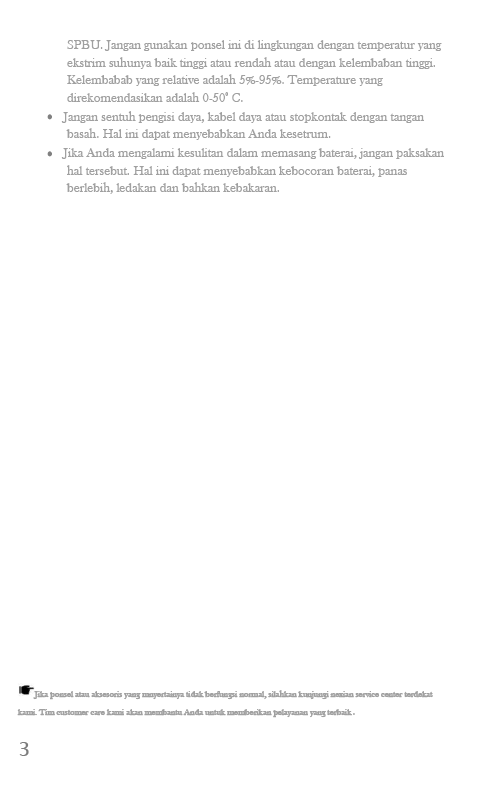 SPBU. Jangan gunakan ponsel ini di lingkungan dengan temperatur yang
ekstrim suhunya baik tinggi atau rendah atau dengan kelembaban tinggi.
Kelembabab yang relative adalah 5%-95%. Temperature yang
direkomendasikan adalah 0-50° C.
● Jangan sentuh pengisi daya, kabel daya atau stopkontak dengan tangan
basah. Hal ini dapat menyebabkan Anda kesetrum.
● Jika Anda mengalami kesulitan dalam memasang baterai, jangan paksakan
hal tersebut. Hal ini dapat menyebabkan kebocoran baterai, panas
berlebih, ledakan dan bahkan kebakaran.
☛Jika ponsel atau aksesoris yang mnyertainya tidak berfungsi normal, silahkan kunjungi nexian service center terdekat
kami. Tim customer care kami akan membantu Anda untuk memberikan pelayanan yang terbaik.
3